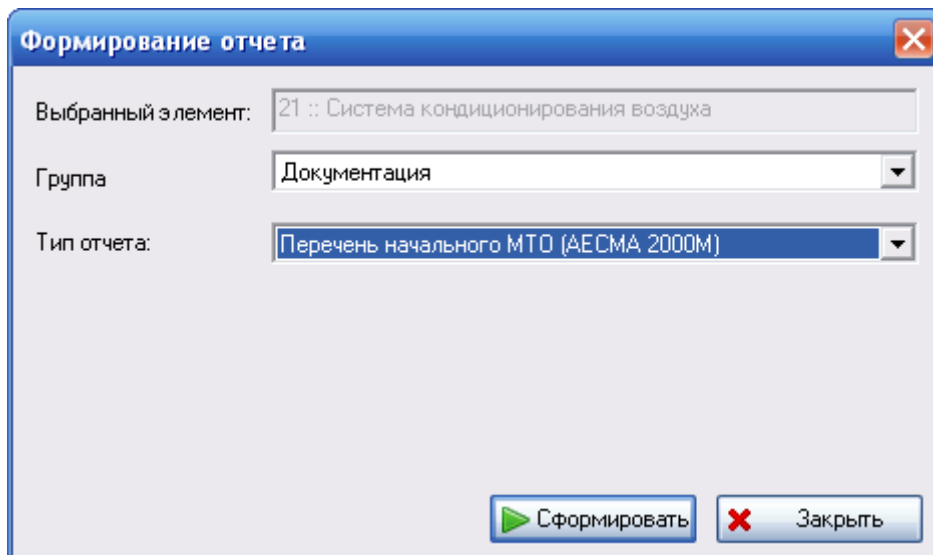 Формирование отчета
Выбранный элемент: 21 :: Система кондиционирования воздуха
Группа Документация
Тип отчета: Перечень начального МТО (AECMA 2000M)
Сформировать Закрыть